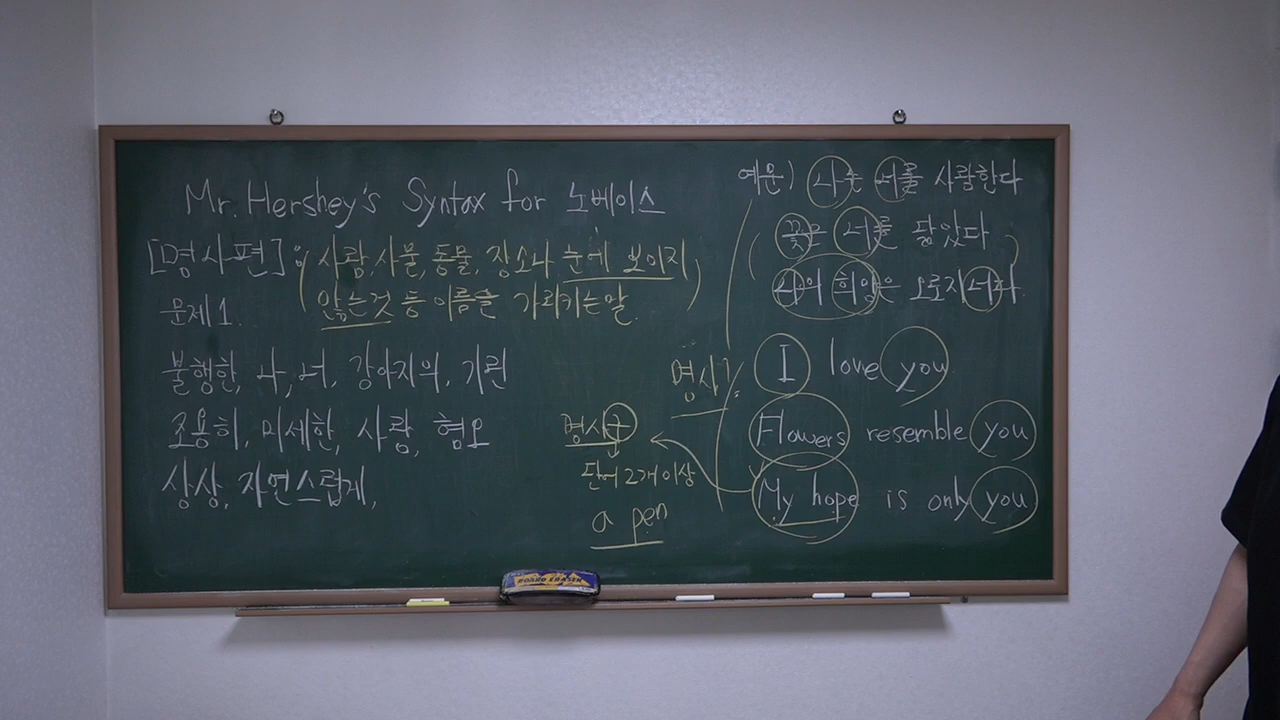 Mr. Hershey's Syntax for 노베이스
[명사편] : (사람, 사물, 동물, 장소나 눈에 보이지
않는것 등 이름을 가리키는말)
문제 1.
불행한, 나, 너, 강아지의, 기린
조용히, 미세한, 사람, 혐오
상상, 자연스럽게,
명사구
단어 2개 이상
a pen
예문) 나는 너를 사랑한다
꽃은 너를 닮았다
나의 희망은 오로지 너다.
명사?
I love you
Flowers resemble you
My hope is only you
BOARD ERASER